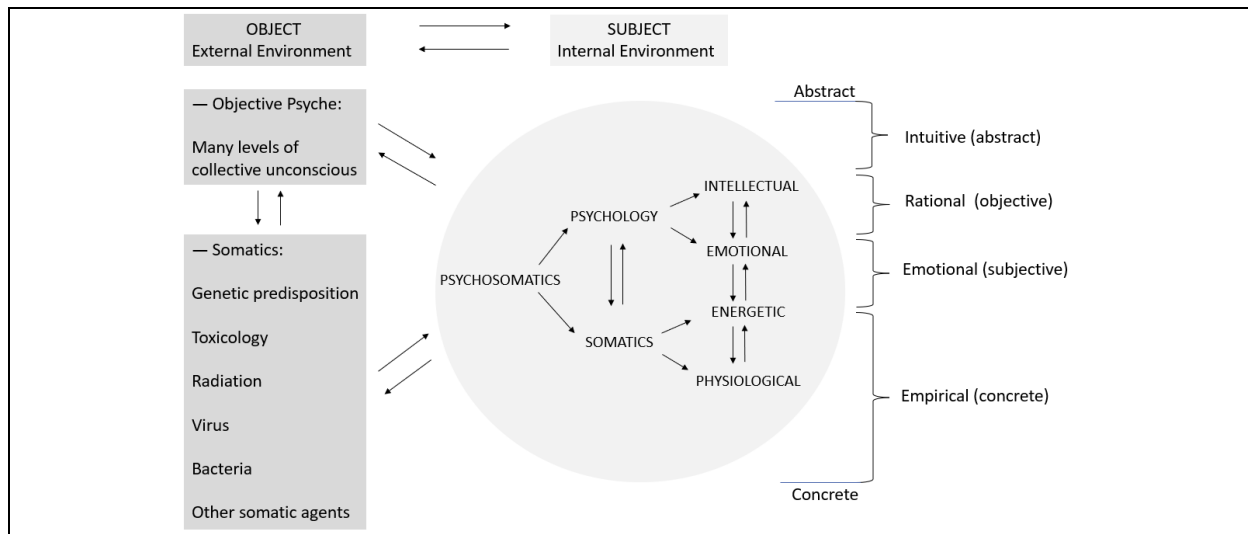 OBJECT
External Environment
SUBJECT
Internal Environment
— Objective Psyche:
Many levels of
collective unconscious
— Somatics:
Genetic predisposition
Toxicology
Radiation
Virus
Bacteria
Other somatic agents
PSYCHOSOMATICS
PSYCHOLOGY
SOMATICS
INTELLECTUAL
EMOTIONAL
ENERGETIC
PHYSIOLOGICAL
Abstract
Intuitive (abstract)
Rational (objective)
Emotional (subjective)
Empirical (concrete)
Concrete